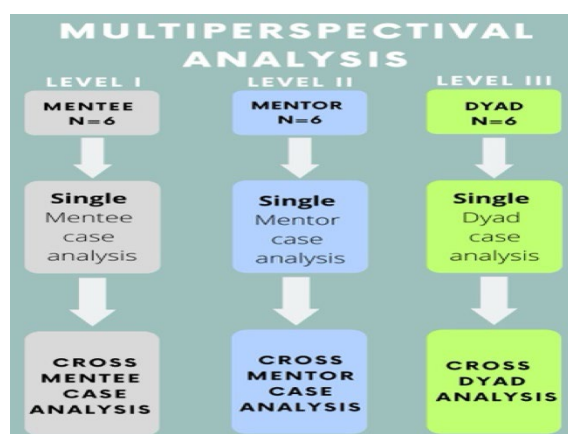 MULTIPERSPECTIVAL
ANALYSIS
LEVEL I
MENTEE
N=6
Single
Mentee
case
analysis
CROSS
MENTEE
CASE
ANALYSIS
LEVEL II
MENTOR
N=6
Single
Mentor
case
analysis
CROSS
MENTOR
CASE
ANALYSIS
LEVEL III
DYAD
N=6
Single
Dyad
case
analysis
CROSS
DYAD
ANALYSIS